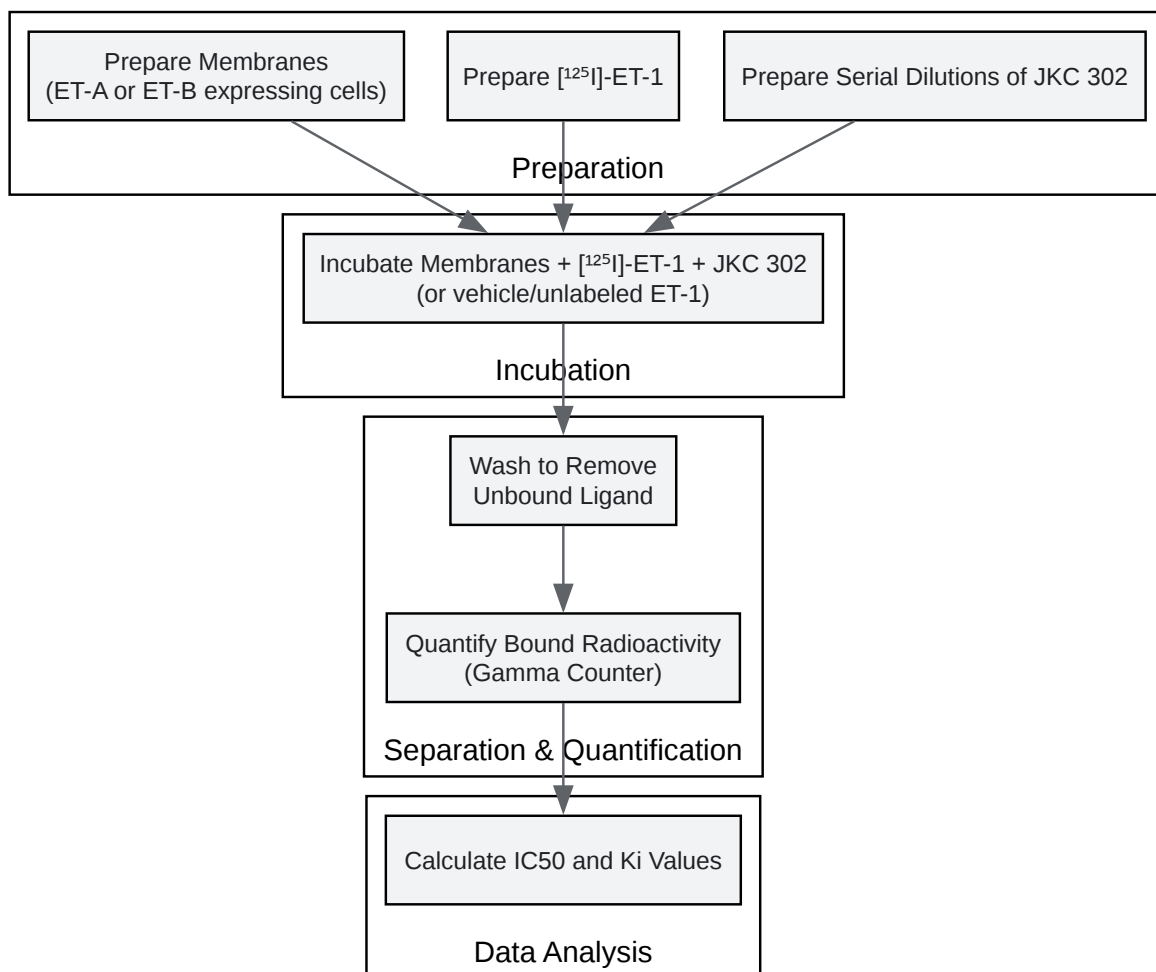 Prepare Membranes
(ET-A or ET-B expressing cells)
Prepare [¹²⁵I]-ET-1
Prepare Serial Dilutions of JKC 302
Preparation
Incubate Membranes + [¹²⁵I]-ET-1 + JKC 302
(or vehicle/unlabeled ET-1)
Incubation
Wash to Remove
Unbound Ligand
Quantify Bound Radioactivity
(Gamma Counter)
Separation & Quantification
Calculate IC50 and Ki Values
Data Analysis